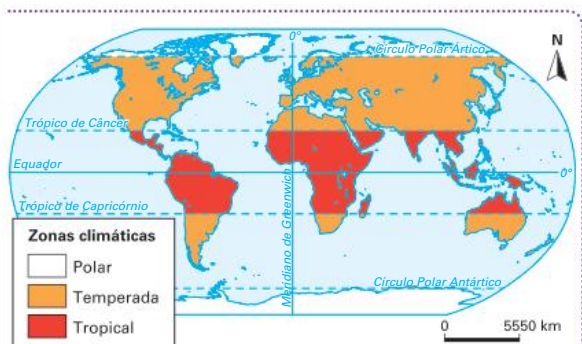 0°
Círculo Polar Ártico
N
Trópico de Câncer
Equador
0°
Trópico de Capricórnio
Meridiano de Greenwich
Círculo Polar Antártico
Zonas climáticas
Polar
Temperada
Tropical
0 5550 km